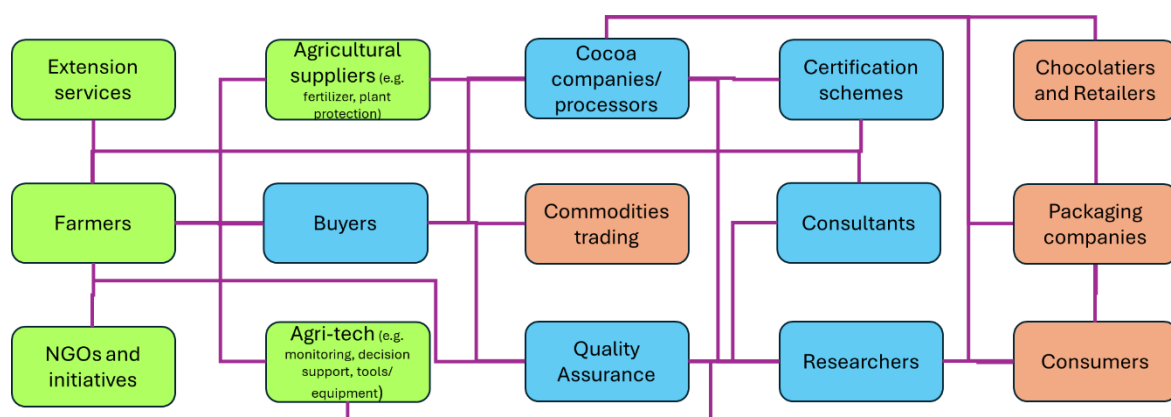 Extension
services
Agricultural
suppliers (e.g.
fertilizer, plant
protection)
Cocoa
companies/
processors
Certification
schemes
Chocolatiers
and Retailers
Farmers
Buyers
Commodities
trading
Consultants
Packaging
companies
NGOs and
initiatives
Agri-tech (e.g.
monitoring, decision
support, tools/
equipment)
Quality
Assurance
Researchers
Consumers